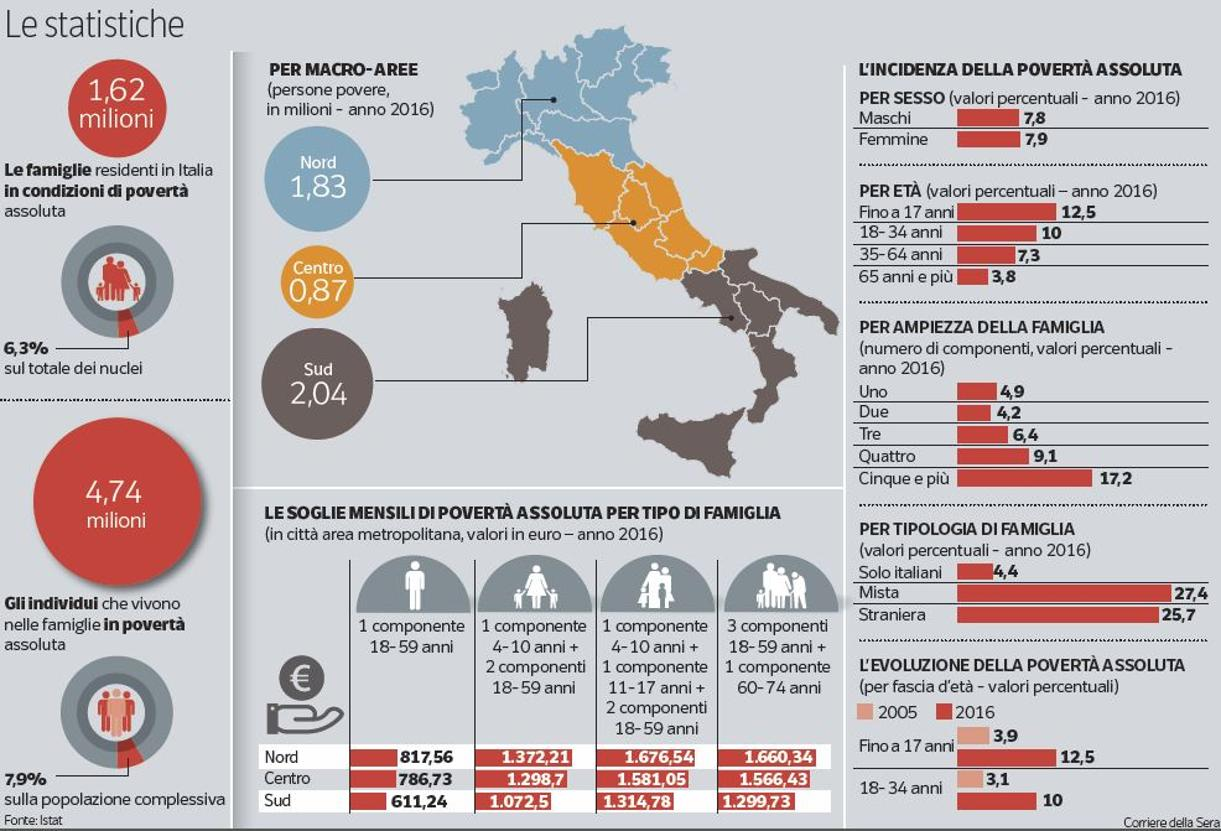 Le statistiche
1,62
milioni
Le famiglie residenti in Italia
in condizioni di povertà
assoluta
6,3%
sul totale dei nuclei
4,74
milioni
Gli individui che vivono
nelle famiglie in povertà
assoluta
7,9%
sulla popolazione complessiva
Fonte: Istat
PER MACRO-AREE
(persone povere,
in milioni - anno 2016)
Nord
1,83
Centro
0,87
Sud
2,04
LE SOGLIE MENSILI DI POVERTÀ ASSOLUTA PER TIPO DI FAMIGLIA
(in città area metropolitana, valori in euro – anno 2016)
1 componente
18-59 anni
1 componente
4-10 anni +
2 componenti
18-59 anni
1 componente
4-10 anni +
1 componente
11-17 anni +
2 componenti
18-59 anni
3 componenti
18-59 anni +
1 componente
60-74 anni
€
Nord 817,56 1.372,21 1.676,54 1.660,34
Centro 786,73 1.298,7 1.581,05 1.566,43
Sud 611,24 1.072,5 1.314,78 1.299,73
L'INCIDENZA DELLA POVERTÀ ASSOLUTA
PER SESSO (valori percentuali - anno 2016)
Maschi 7,8
Femmine 7,9
PER ETÀ (valori percentuali – anno 2016)
Fino a 17 anni 12,5
18-34 anni 10
35-64 anni 7,3
65 anni e più 3,8
PER AMPIEZZA DELLA FAMIGLIA
(numero di componenti, valori percentuali –
anno 2016)
Uno 4,9
Due 4,2
Tre 6,4
Quattro 9,1
Cinque e più 17,2
PER TIPOLOGIA DI FAMIGLIA
(valori percentuali - anno 2016)
Solo italiani 4,4
Mista 27,4
Straniera 25,7
L'EVOLUZIONE DELLA POVERTÀ ASSOLUTA
(per fascia d'età - valori percentuali)
2005 2016
Fino a 17 anni 3,9
12,5
18-34 anni 3,1
10
Corriere della Sera